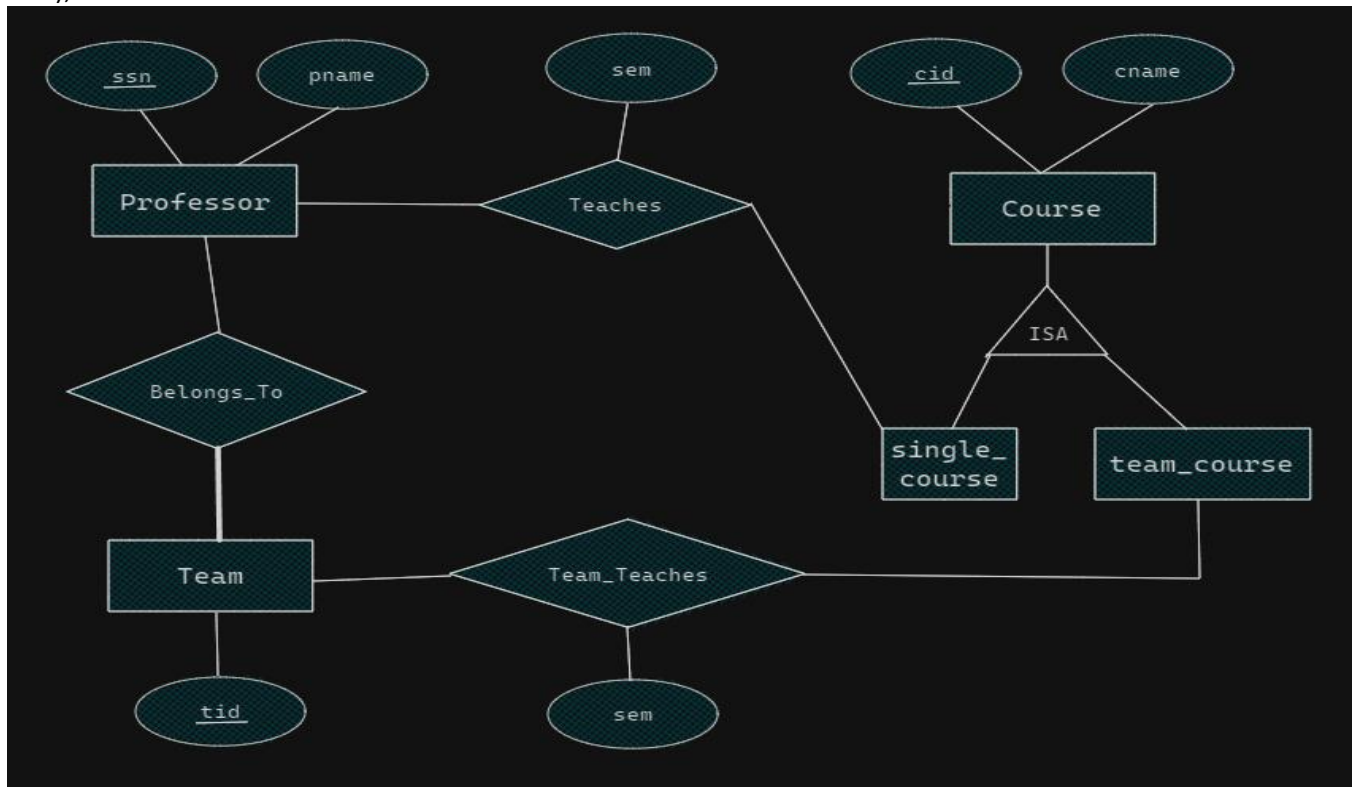 ssn
pname
sem
cid
cname
Professor
Teaches
Course
ISA
Belongs_To
single_
course
team_course
Team
Team_Teaches
tid
sem